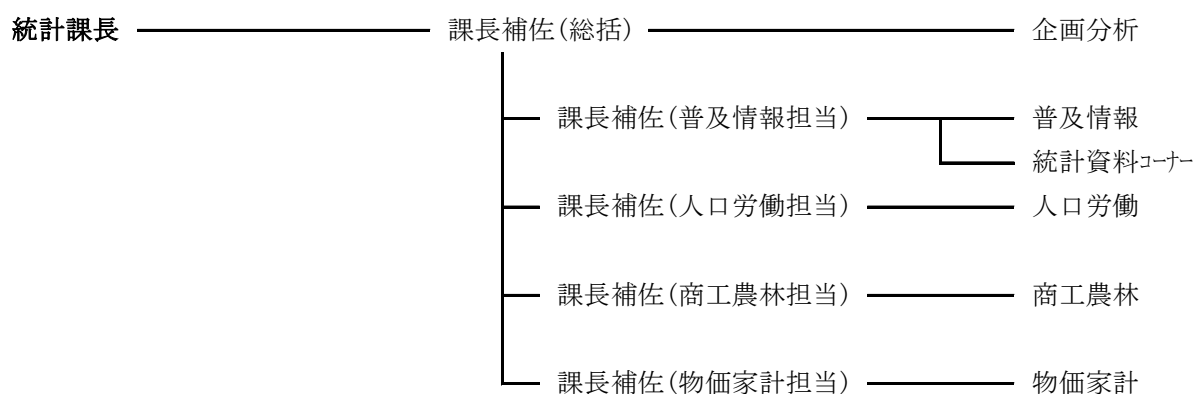 統計課長 課長補佐(総括) 企画分析
課長補佐(普及情報担当) 普及情報
統計資料ｺｰﾅｰ
課長補佐(人口労働担当) 人口労働
課長補佐(商工農林担当) 商工農林
課長補佐(物価家計担当) 物価家計